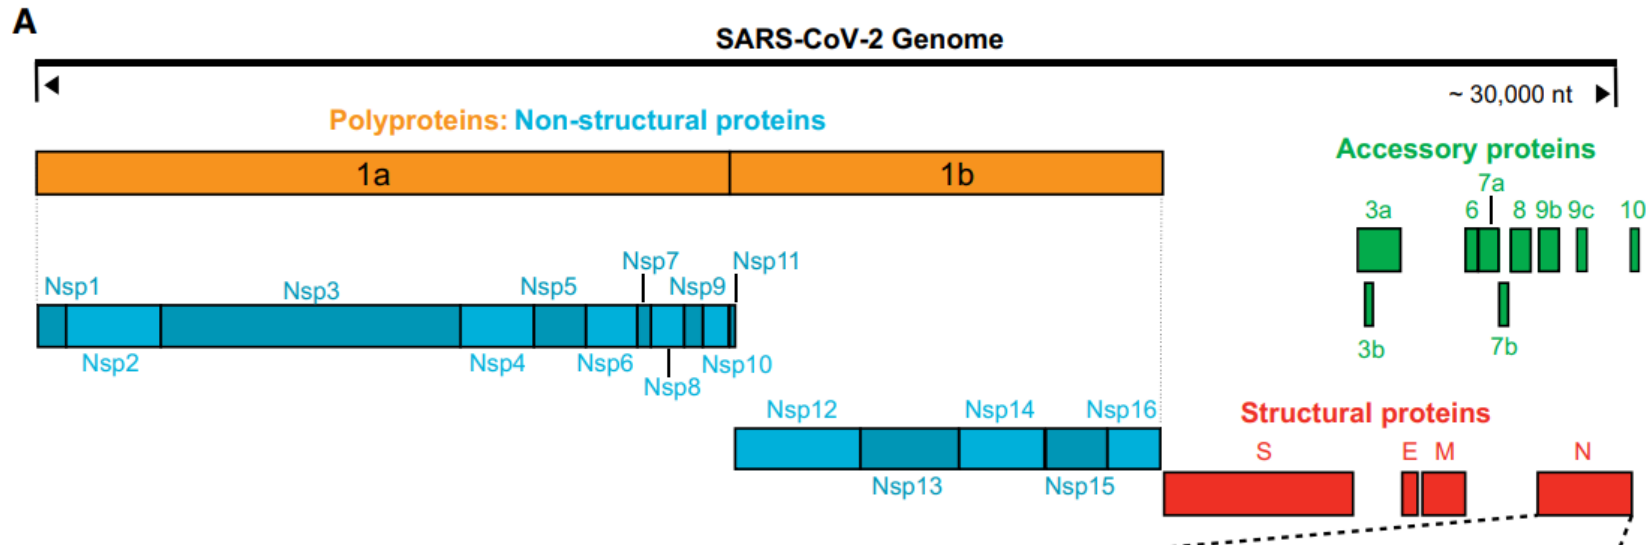 A
SARS-CoV-2 Genome
~ 30,000 nt
Polyproteins: Non-structural proteins
1a 1b
Accessory proteins
7a
3a 6 8 9b 9c 10
3b 7b
Nsp7 Nsp11
Nsp1 Nsp3 Nsp5 Nsp9
Nsp2 Nsp4 Nsp6 Nsp10
Nsp8
Nsp12 Nsp14 Nsp16
Nsp13 Nsp15
Structural proteins
S E M N